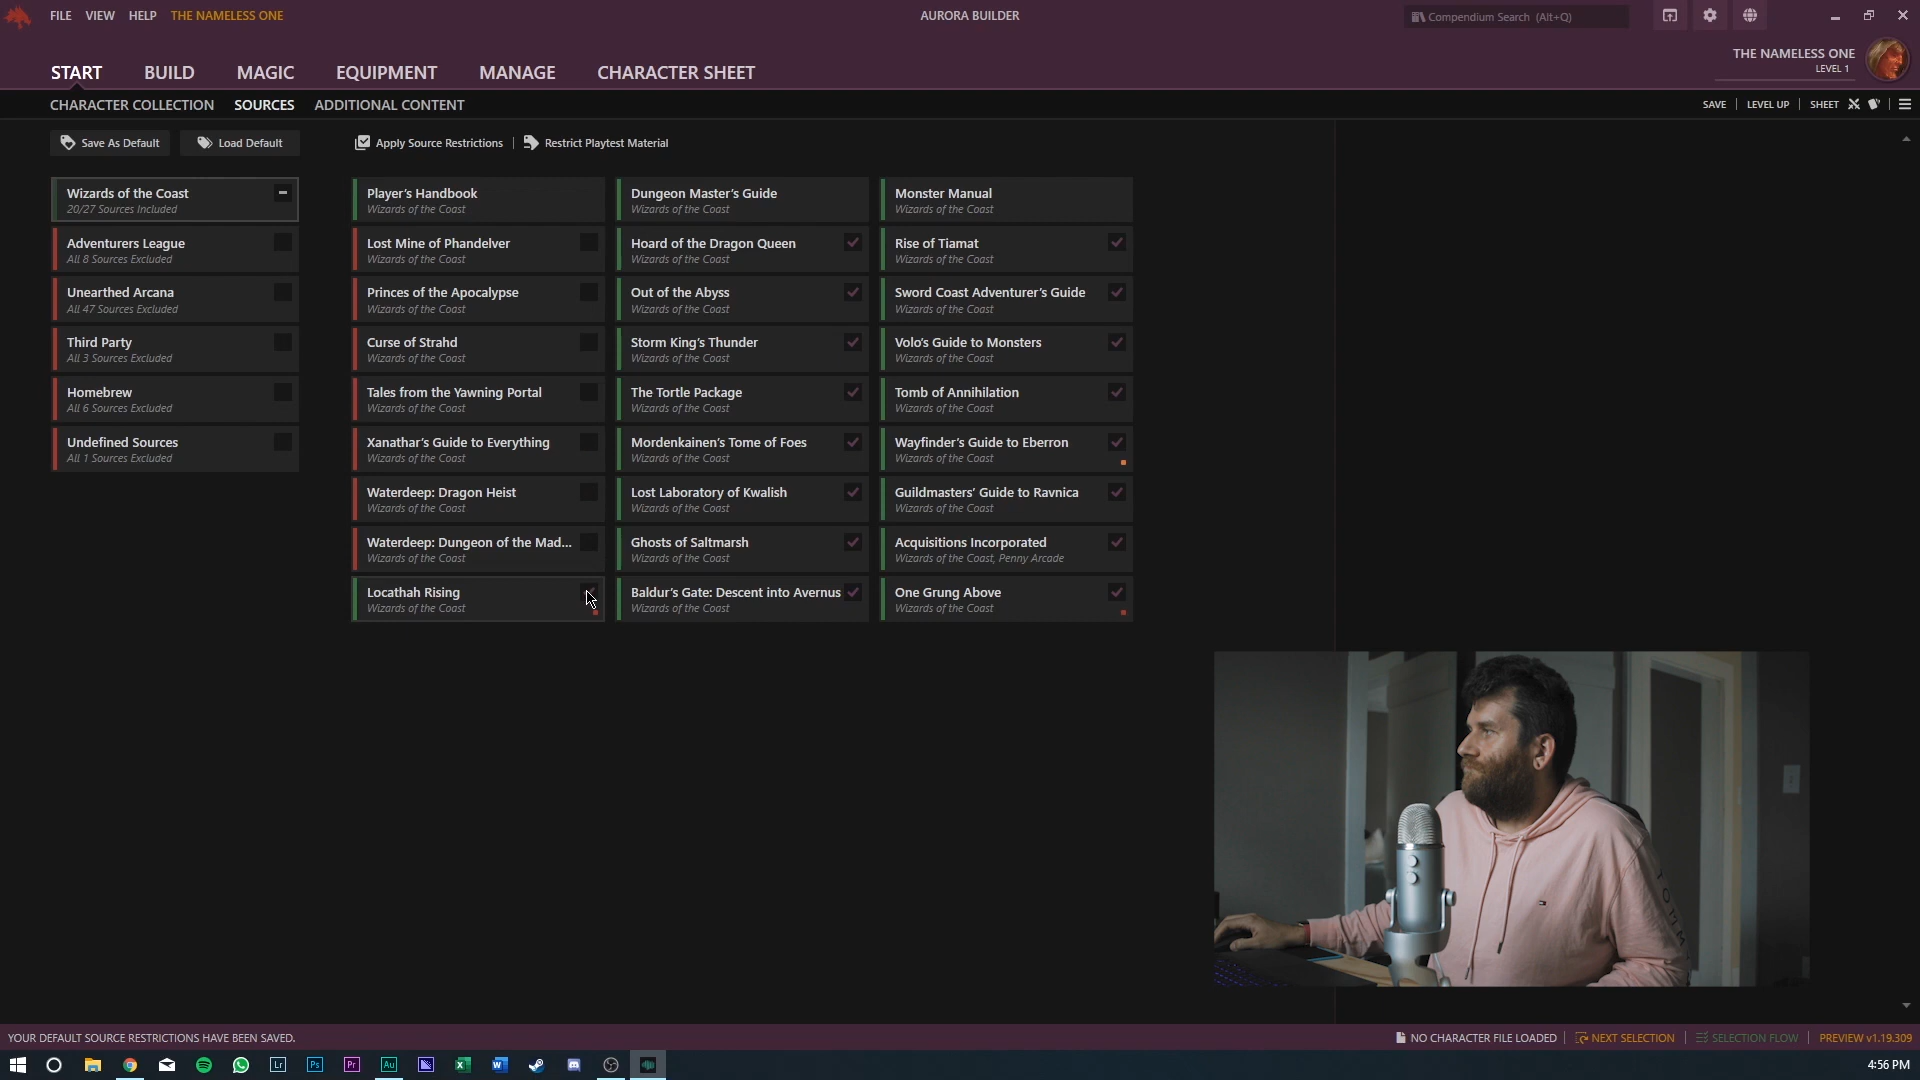 FILE VIEW HELP THE NAMELESS ONE
AURORA BUILDER
Compendium Search (Alt+Q)
THE NAMELESS ONE
LEVEL 1
START BUILD MAGIC EQUIPMENT MANAGE CHARACTER SHEET
CHARACTER COLLECTION SOURCES ADDITIONAL CONTENT
SAVE LEVEL UP SHEET
Save As Default Load Default
Apply Source Restrictions Restrict Playtest Material
Wizards of the Coast
20/27 Sources Included
Adventurers League
All 8 Sources Excluded
Unearthed Arcana
All 47 Sources Excluded
Third Party
All 3 Sources Excluded
Homebrew
All 6 Sources Excluded
Undefined Sources
All 1 Sources Excluded
Player's Handbook
Wizards of the Coast
Dungeon Master's Guide
Wizards of the Coast
Monster Manual
Wizards of the Coast
Lost Mine of Phandelver
Wizards of the Coast
Hoard of the Dragon Queen
Wizards of the Coast
Rise of Tiamat
Wizards of the Coast
Princes of the Apocalypse
Wizards of the Coast
Out of the Abyss
Wizards of the Coast
Sword Coast Adventurer's Guide
Wizards of the Coast
Curse of Strahd
Wizards of the Coast
Storm King's Thunder
Wizards of the Coast
Volo's Guide to Monsters
Wizards of the Coast
Tales from the Yawning Portal
Wizards of the Coast
The Tortle Package
Wizards of the Coast
Tomb of Annihilation
Wizards of the Coast
Xanathar's Guide to Everything
Wizards of the Coast
Mordenkainen's Tome of Foes
Wizards of the Coast
Wayfinder's Guide to Eberron
Wizards of the Coast
Waterdeep: Dragon Heist
Wizards of the Coast
Lost Laboratory of Kwalish
Wizards of the Coast
Guildmasters' Guide to Ravnica
Wizards of the Coast
Waterdeep: Dungeon of the Mad...
Wizards of the Coast
Ghosts of Saltmarsh
Wizards of the Coast
Acquisitions Incorporated
Wizards of the Coast, Penny Arcade
Locathah Rising
Wizards of the Coast
Baldur's Gate: Descent into Avernus
Wizards of the Coast
One Grung Above
Wizards of the Coast
YOUR DEFAULT SOURCE RESTRICTIONS HAVE BEEN SAVED.
NO CHARACTER FILE LOADED NEXT SELECTION SELECTION FLOW PREVIEW v1.19.309
Lr Ps Pr Au
4:56 PM